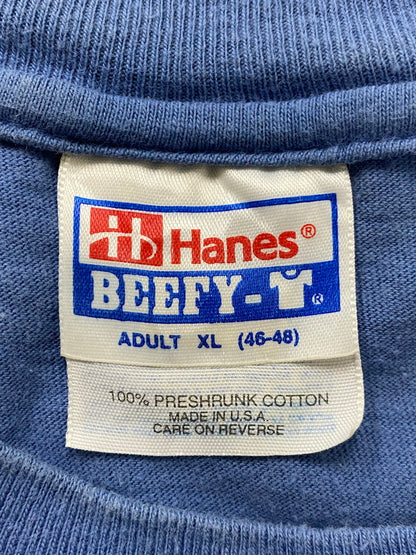 Hanes®
BEEFY-T®
ADULT XL (46-48)
100% PRESHRUNK COTTON
MADE IN U.S.A.
CARE ON REVERSE